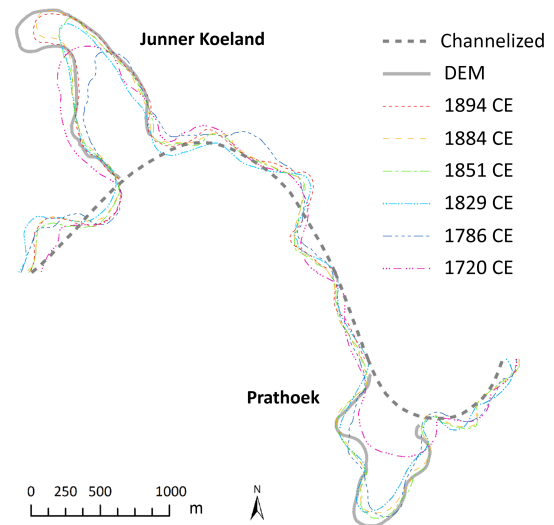 Junner Koeland
Channelized
DEM
1894 CE
1884 CE
1851 CE
1829 CE
1786 CE
1720 CE
Prathoek
0 250 500 1000
m
N